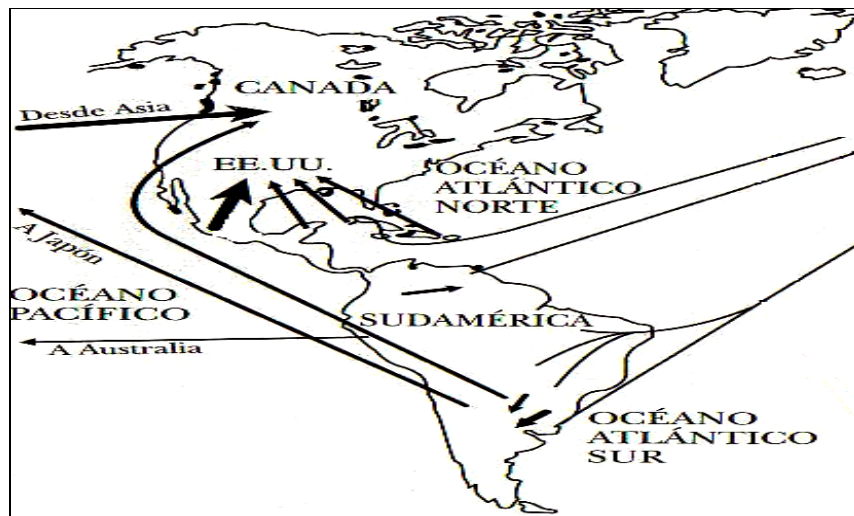 CANADA
Desde Asia
EE.UU.
OCÉANO
ATLÁNTICO
NORTE
A Japón
OCÉANO
PACÍFICO
SUDAMÉRICA
A Australia
OCÉANO
ATLÁNTICO
SUR